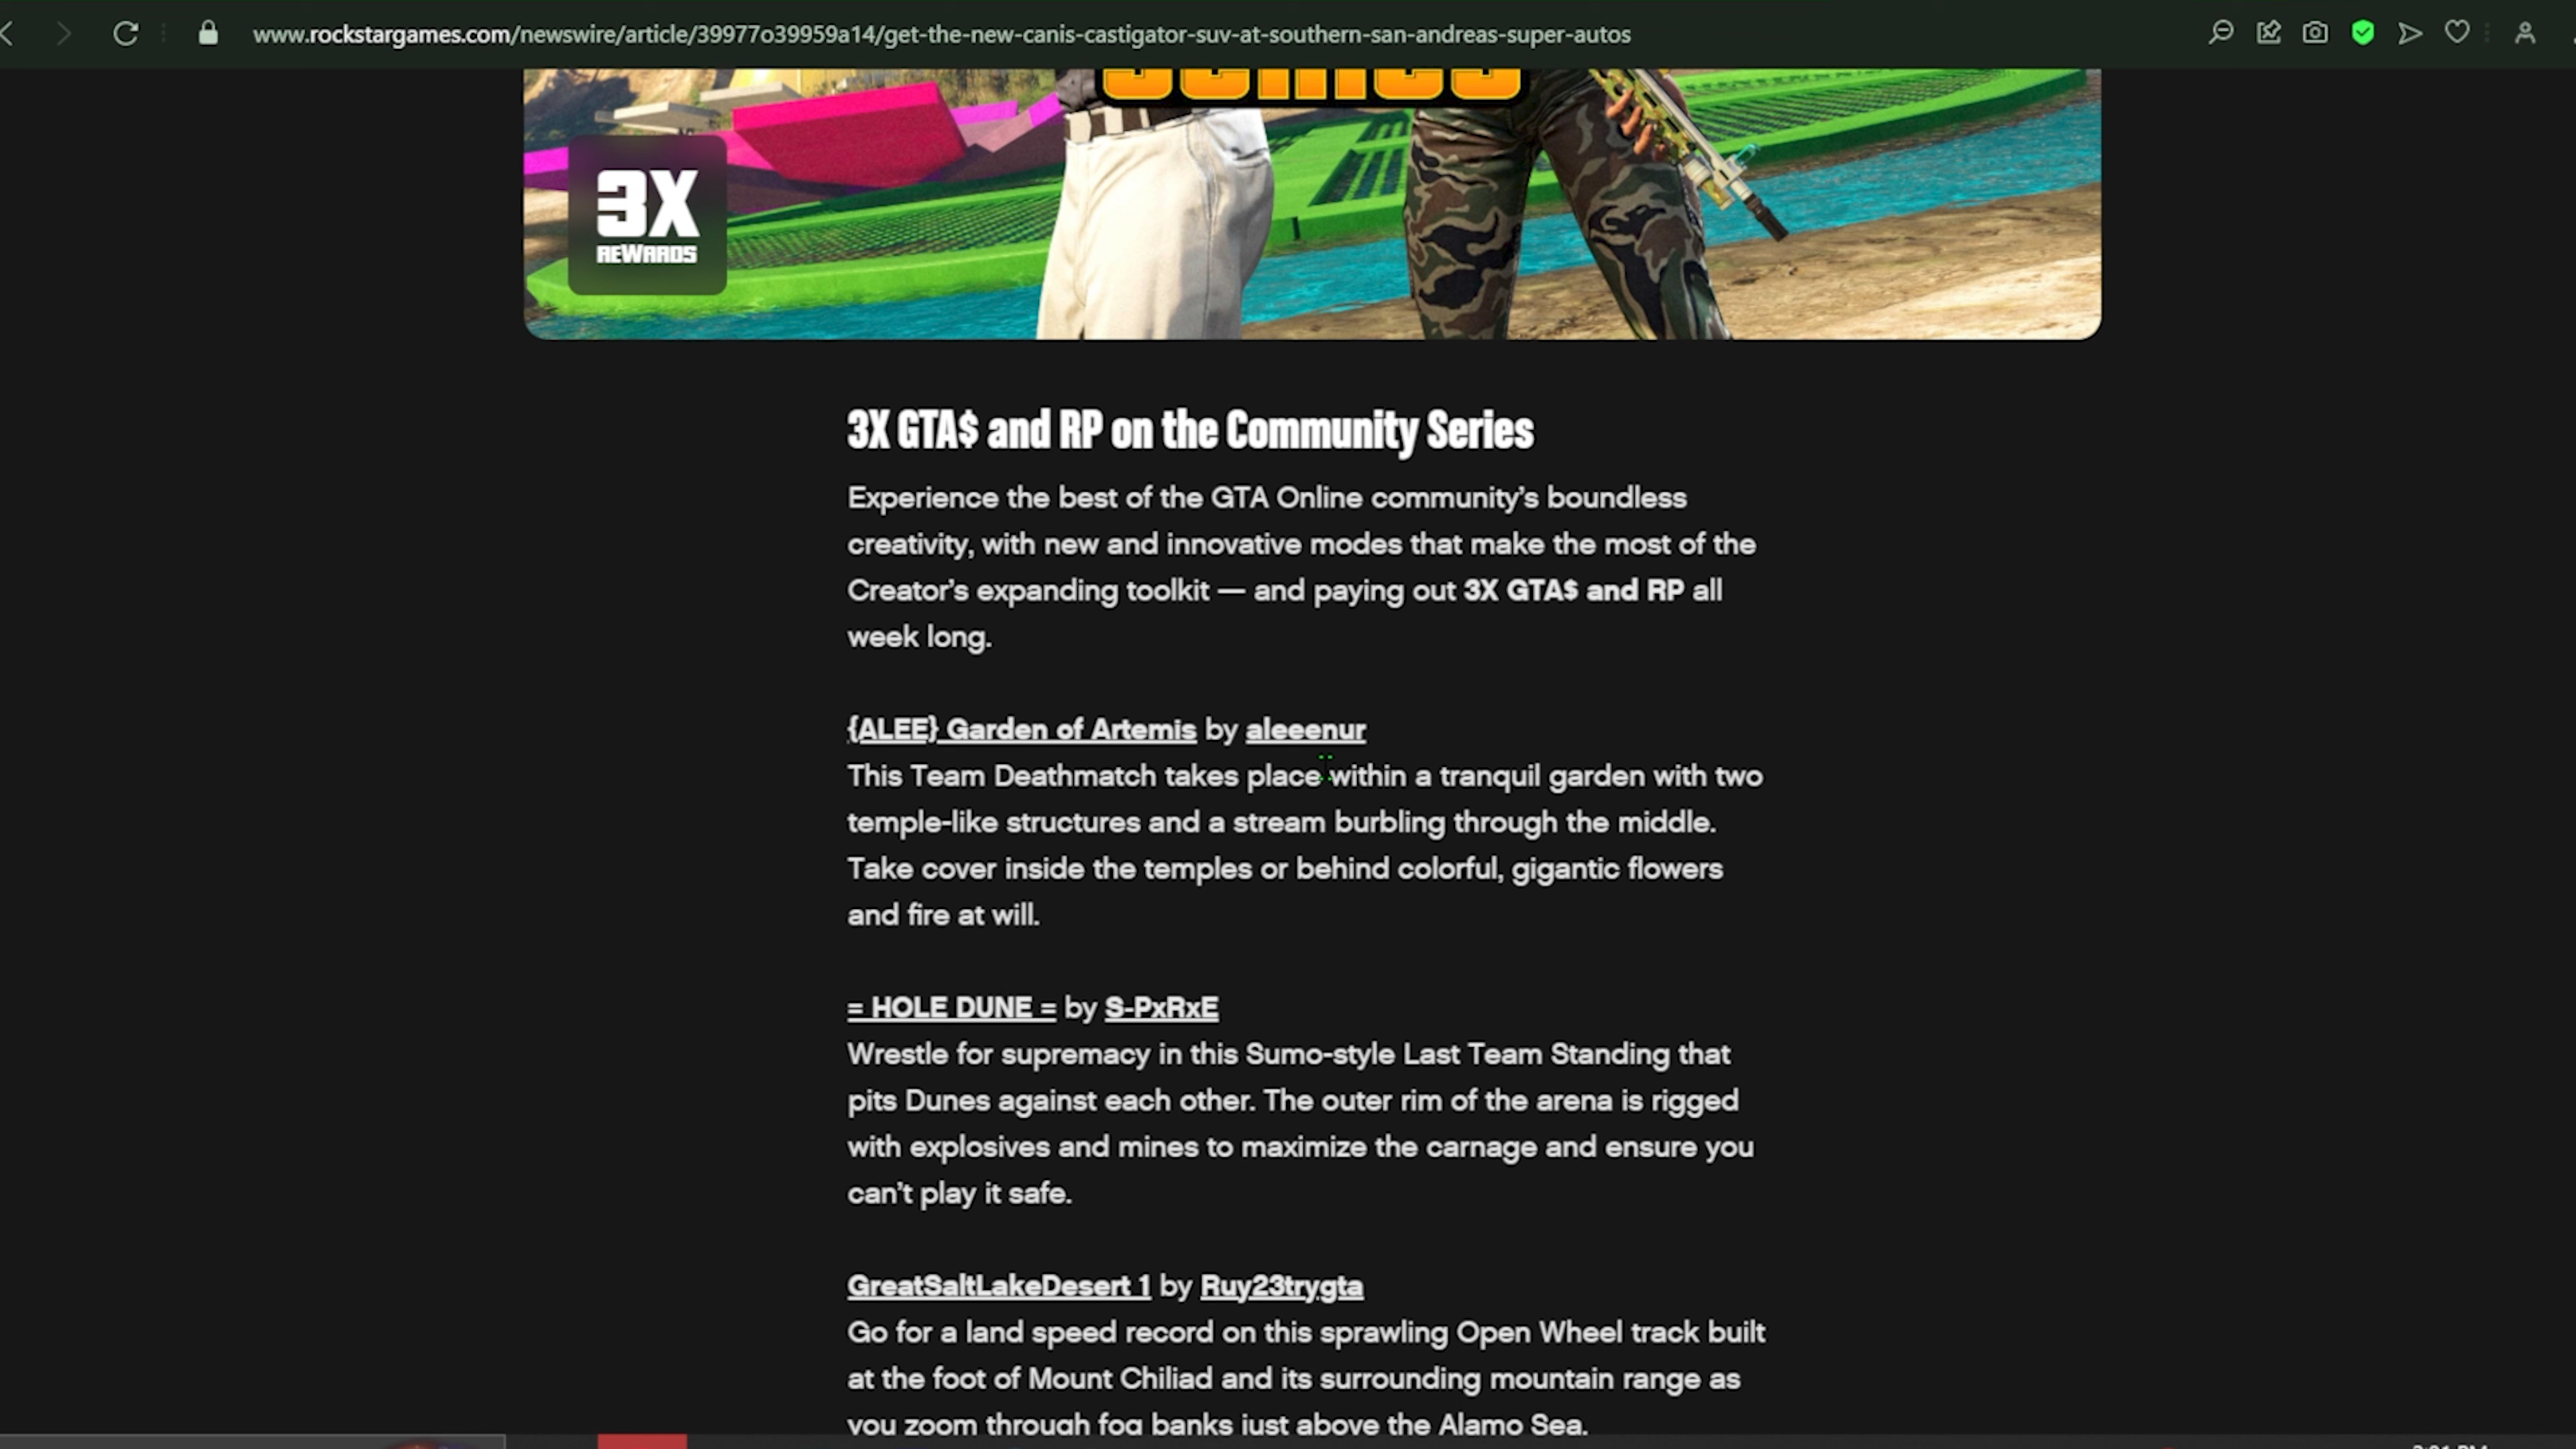 www.rockstargames.com/newswire/article/39977o39959a14/get-the-new-canis-castigator-suv-at-southern-san-andreas-super-autos
3X
REWARDS
3X GTA$ and RP on the Community Series
Experience the best of the GTA Online community’s boundless
creativity, with new and innovative modes that make the most of the
Creator’s expanding toolkit — and paying out 3X GTA$ and RP all
week long.
{ALEE} Garden of Artemis by aleeenur
This Team Deathmatch takes place within a tranquil garden with two
temple-like structures and a stream burbling through the middle.
Take cover inside the temples or behind colorful, gigantic flowers
and fire at will.
= HOLE DUNE = by S-PxRxE
Wrestle for supremacy in this Sumo-style Last Team Standing that
pits Dunes against each other. The outer rim of the arena is rigged
with explosives and mines to maximize the carnage and ensure you
can’t play it safe.
GreatSaltLakeDesert 1 by Ruy23trygta
Go for a land speed record on this sprawling Open Wheel track built
at the foot of Mount Chiliad and its surrounding mountain range as
you zoom through fog banks just above the Alamo Sea.